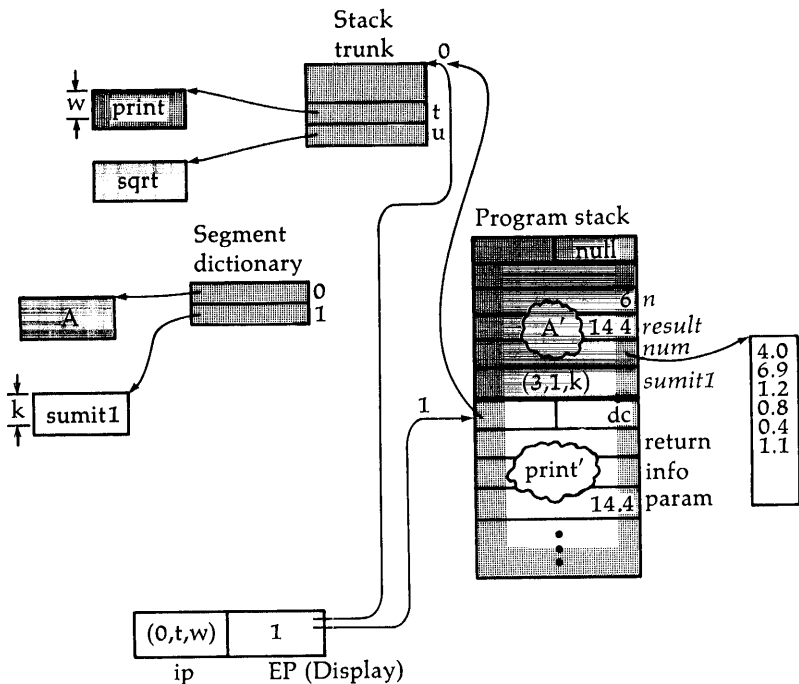 Stack
trunk
0
w
print
t
u
sqrt
Program stack
Segment
dictionary
null
0
A
1
6
n
A'
14 4
result
num
(3,1,k)
sumit1
4.0
6.9
1.2
0.8
0.4
1.1
k
sumit1
1
dc
return
print'
info
14.4
param
(0,t,w)
1
ip
EP (Display)